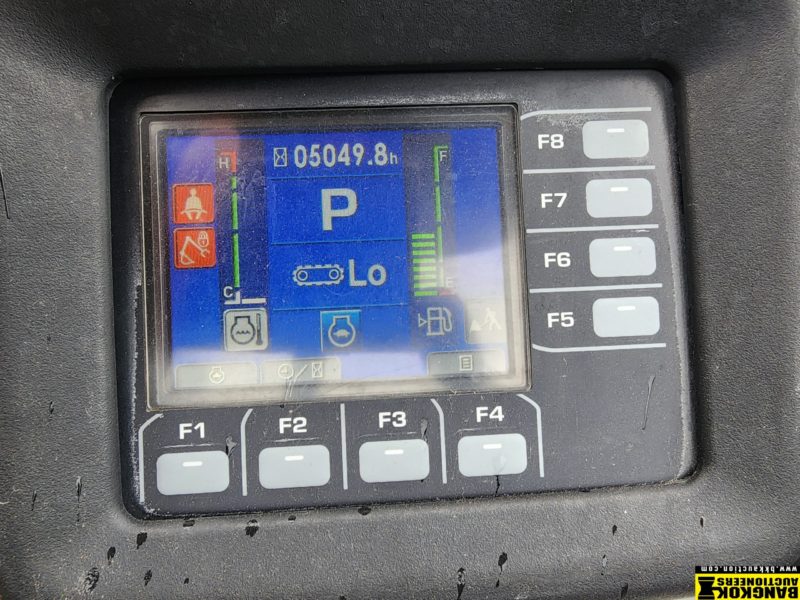 H
05049.8h
F
P
Lo
C
E
F8
F7
F6
F5
F1
F2
F3
F4
BANGKOK
AUCTIONEERS
www.bkkauction.com